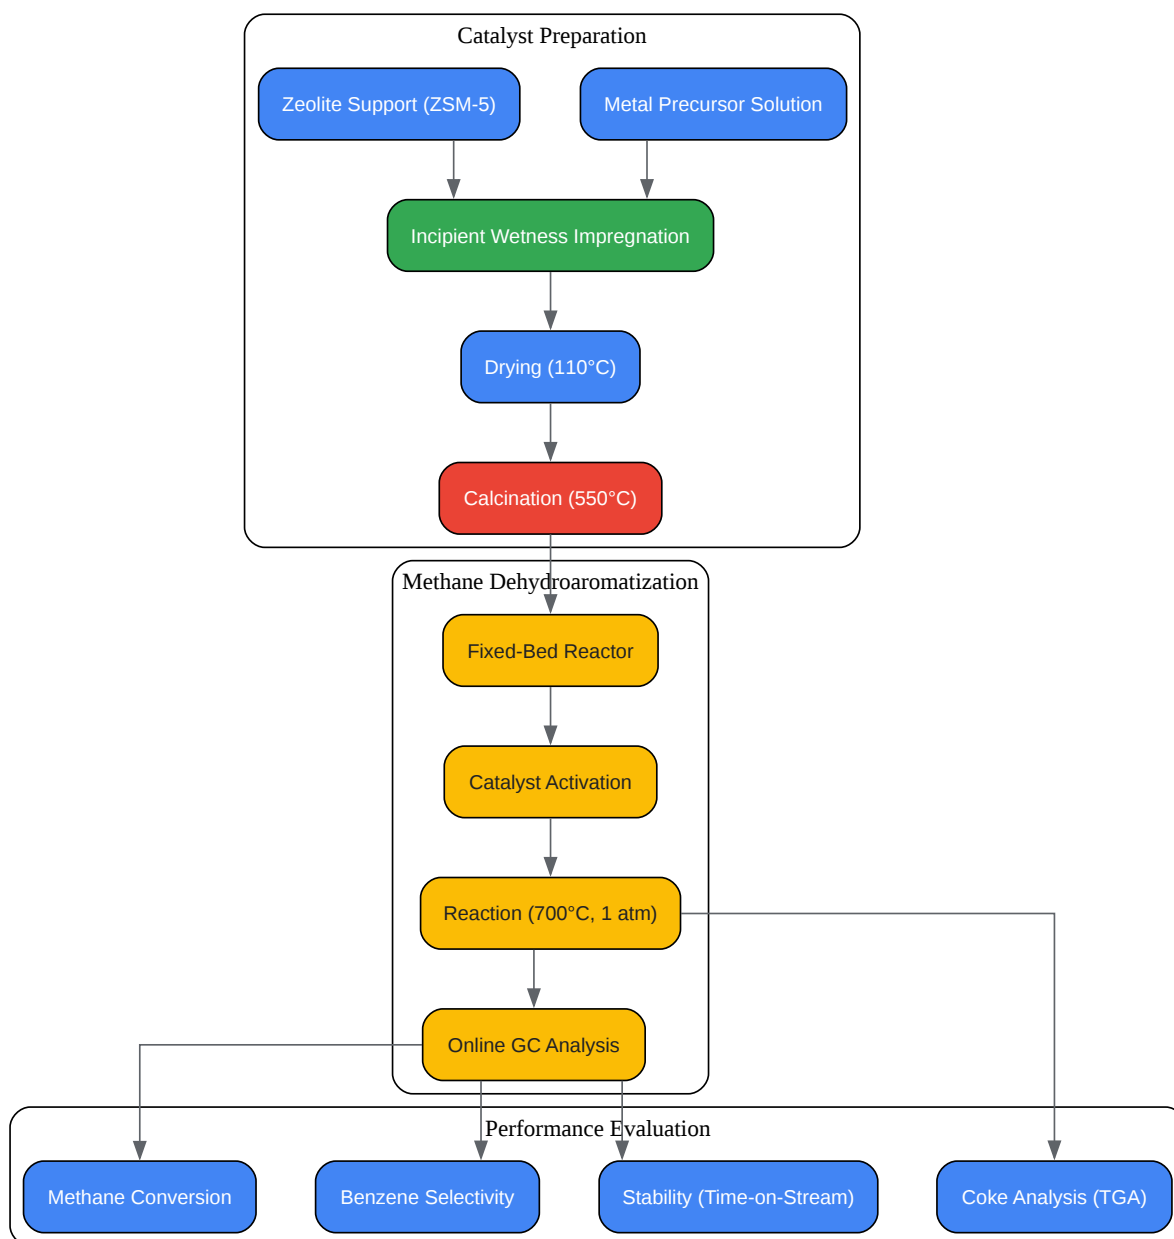 Catalyst Preparation
Zeolite Support (ZSM-5)
Metal Precursor Solution
Incipient Wetness Impregnation
Drying (110°C)
Calcination (550°C)
Methane Dehydroaromatization
Fixed-Bed Reactor
Catalyst Activation
Reaction (700°C, 1 atm)
Online GC Analysis
Performance Evaluation
Methane Conversion
Benzene Selectivity
Stability (Time-on-Stream)
Coke Analysis (TGA)